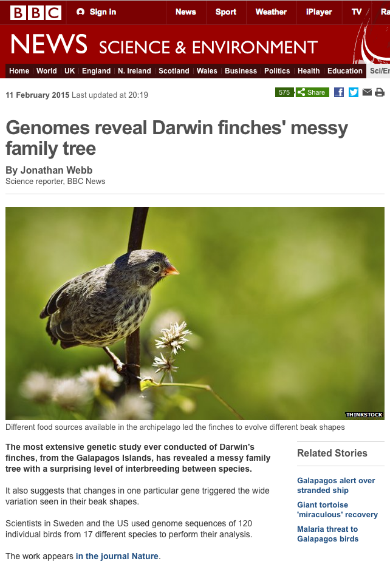 BBC Sign in News Sport Weather iPlayer TV
NEWS SCIENCE & ENVIRONMENT
Home World UK England N. Ireland Scotland Wales Business Politics Health Education Sci/En
11 February 2015 Last updated at 20:19
575 Share
Genomes reveal Darwin finches' messy
family tree
By Jonathan Webb
Science reporter, BBC News
THINKSTOCK
Different food sources available in the archipelago led the finches to evolve different beak shapes
The most extensive genetic study ever conducted of Darwin's
finches, from the Galapagos Islands, has revealed a messy family
tree with a surprising level of interbreeding between species.
It also suggests that changes in one particular gene triggered the wide
variation seen in their beak shapes.
Scientists in Sweden and the US used genome sequences of 120
individual birds from 17 different species to perform their analysis.
The work appears in the journal Nature.
Related Stories
Galapagos alert over
stranded ship
Giant tortoise
'miraculous' recovery
Malaria threat to
Galapagos birds